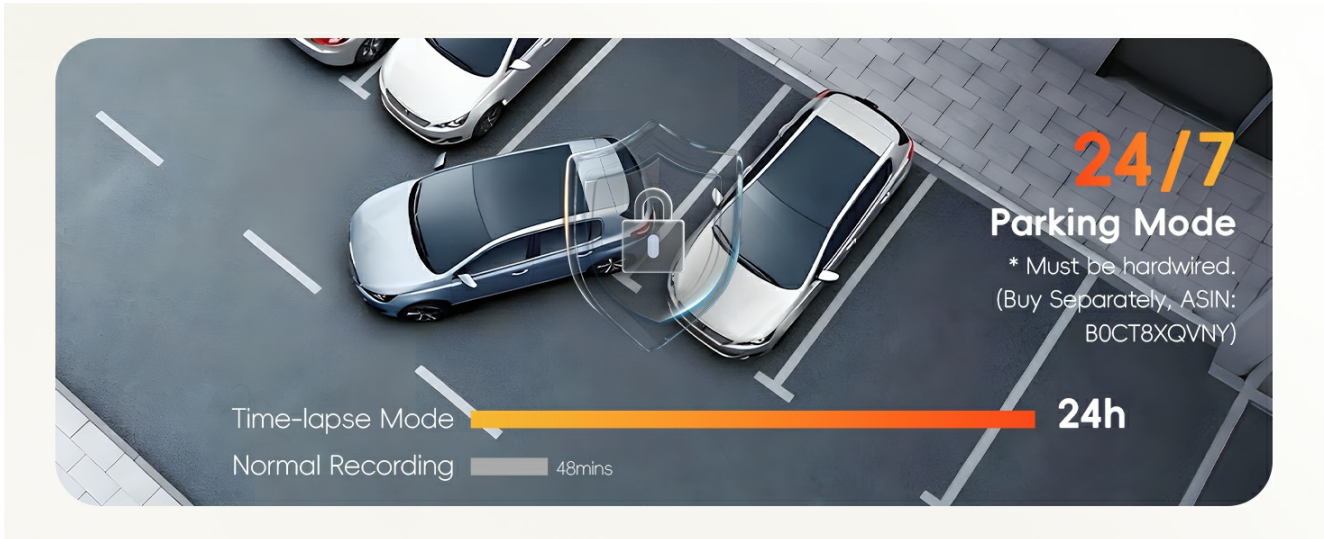 24/7
Parking Mode
* Must be hardwired.
(Buy Separately, ASIN:
B0CT8XQVNY)
Time-lapse Mode 24h
Normal Recording 48mins